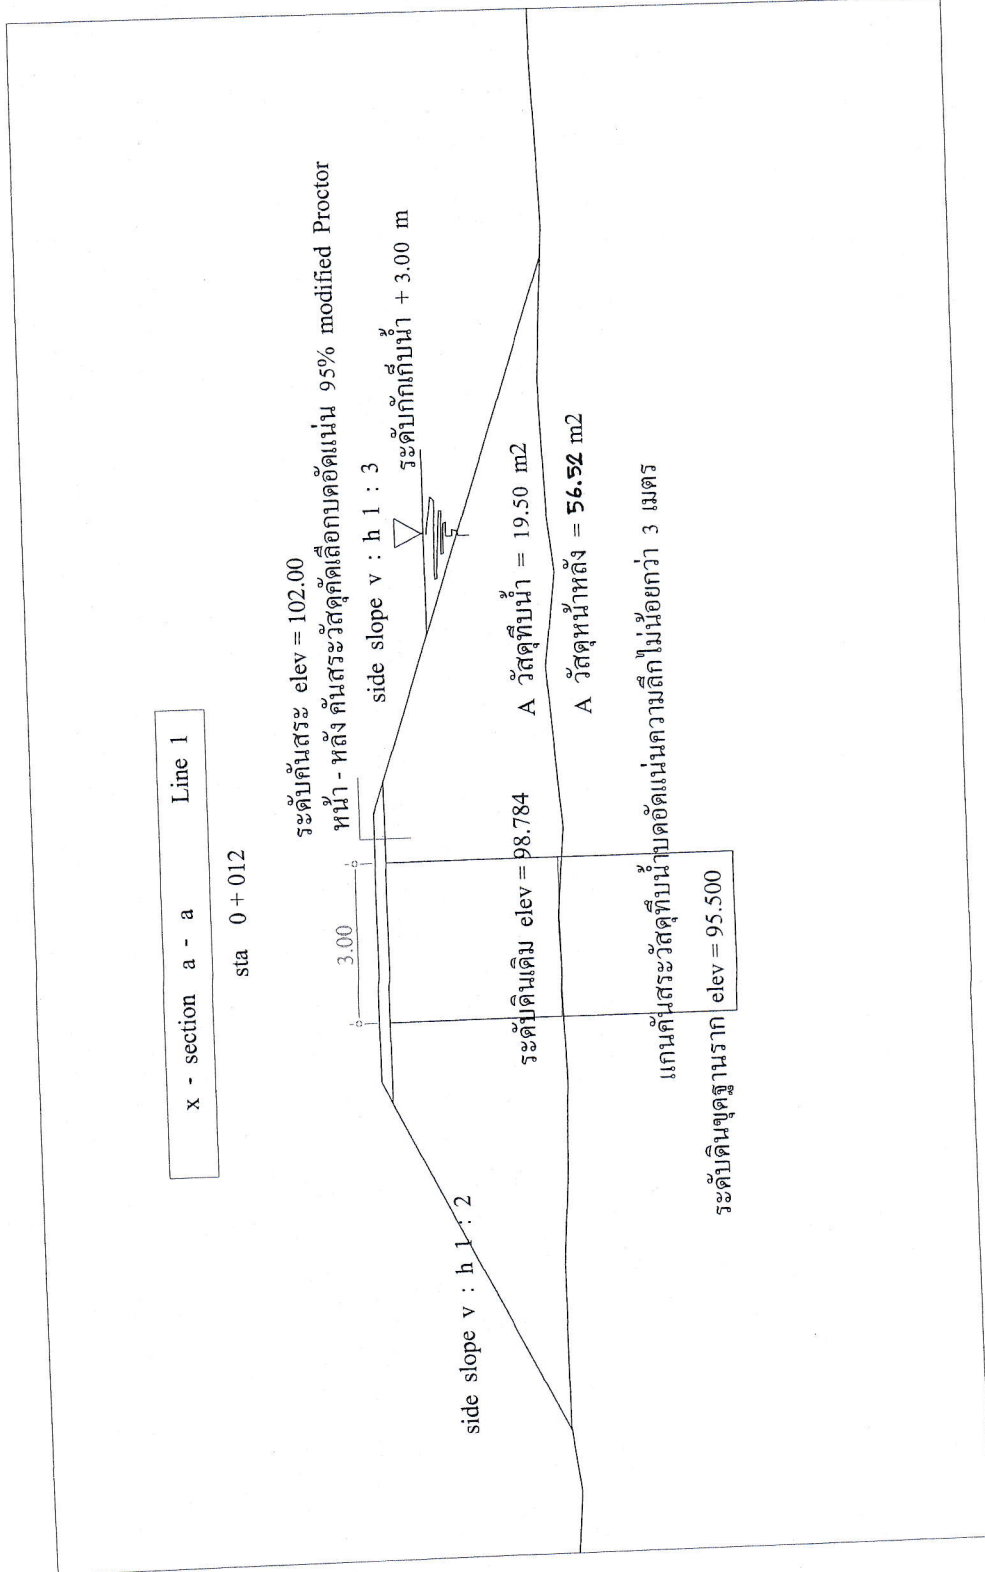 x - section a - a Line 1
sta 0+012
ระดับคันสระ elev = 102.00
หน้า - หลัง คันสระวัสดุคัดเลือกบดอัดแน่น 95% modified Proctor
3.00
side slope v : h 1 : 3
ระดับกักเก็บน้ำ + 3.00 m
side slope v : h 1 : 2
ระดับดินเดิม elev = 98.784
A วัสดุทึบน้ำ = 19.50 m2
A วัสดุหน้าหลัง = 56.52 m2
แกนคันสระวัสดุทึบน้ำบดอัดแน่นความลึกไม่น้อยกว่า 3 เมตร
ระดับดินขุดฐานราก elev = 95.500